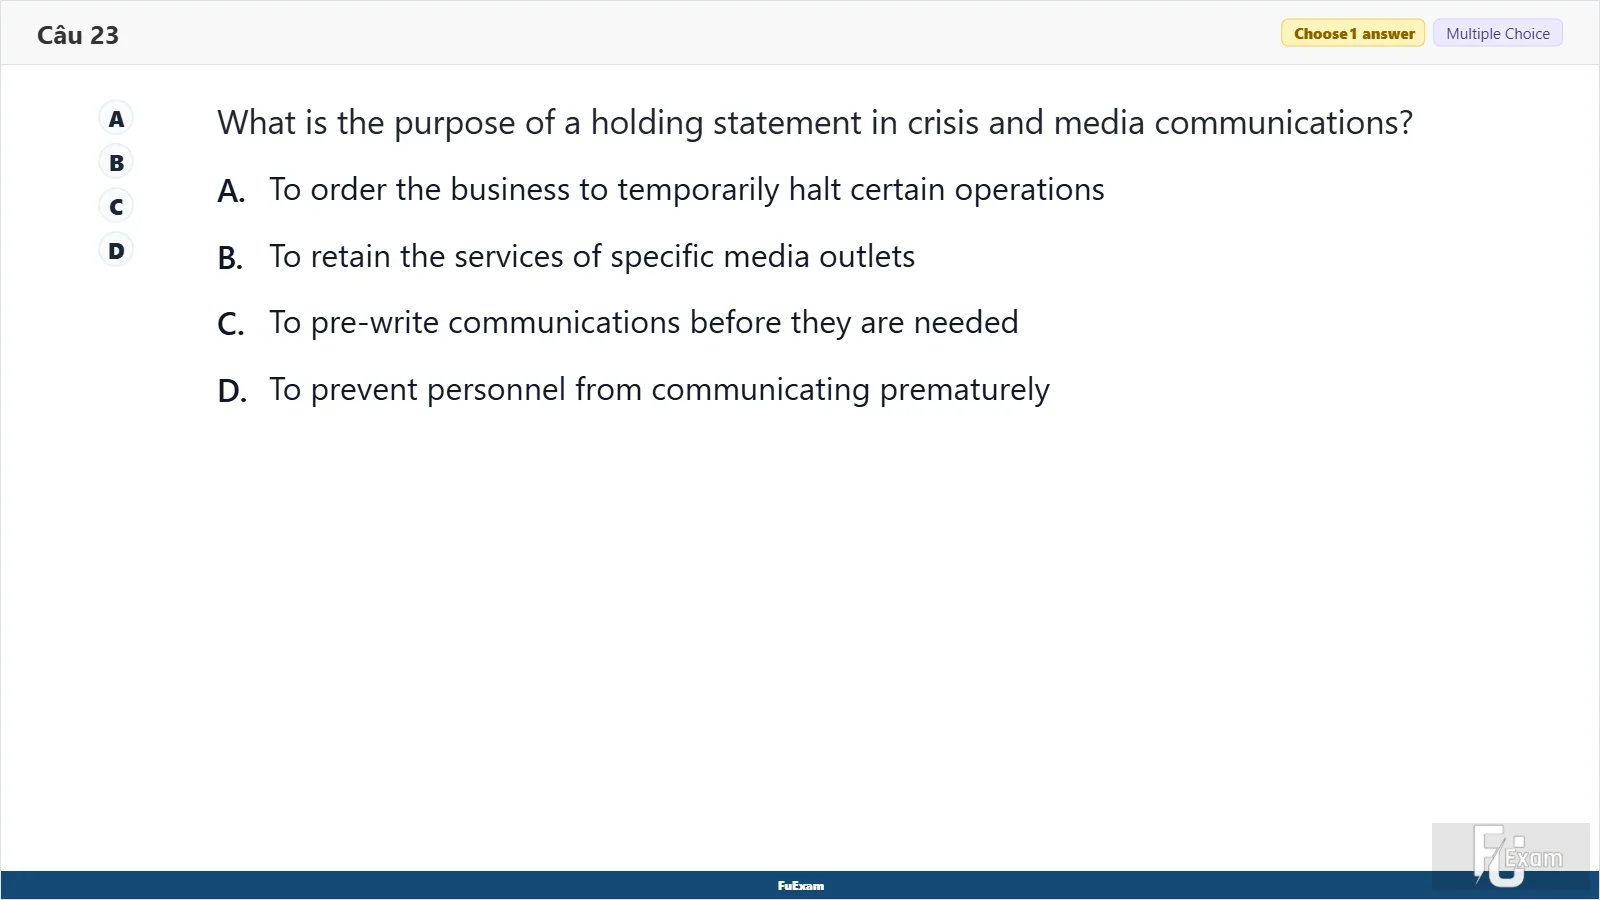 Câu 23
Choose 1 answer
Multiple Choice
A
B
C
D
What is the purpose of a holding statement in crisis and media communications?
A. To order the business to temporarily halt certain operations
B. To retain the services of specific media outlets
C. To pre-write communications before they are needed
D. To prevent personnel from communicating prematurely
FU Exam
FuExam